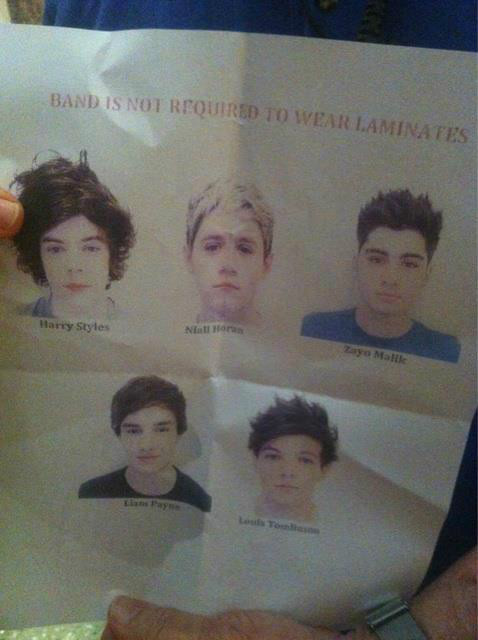 BAND IS NOT REQUIRED TO WEAR LAMINATES
Harry Styles
Niall Horan
Zayn Malik
Liam Payne
Louis Tomlinson